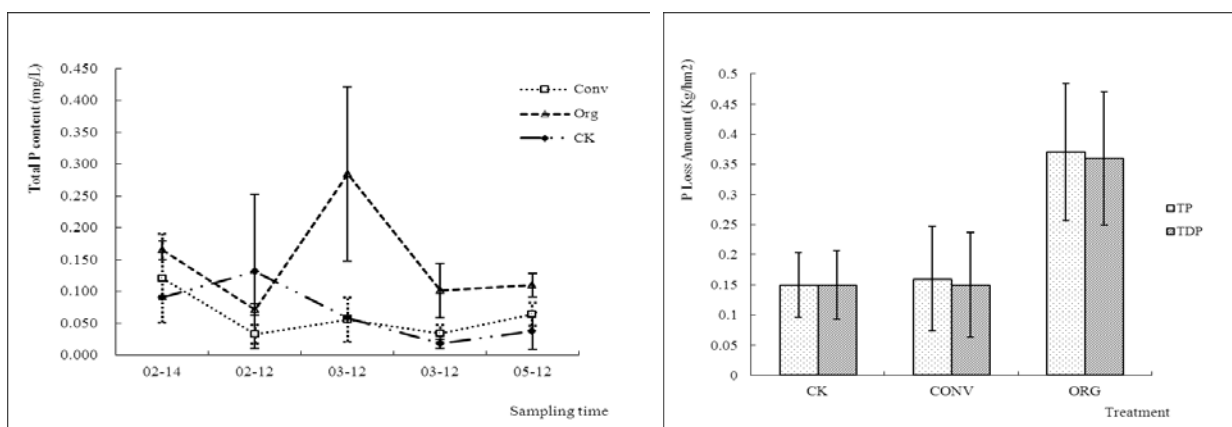 Total P content (mg/L)
0.450
0.400
0.350
0.300
0.250
0.200
0.150
0.100
0.050
0.000
Conv
Org
CK
02-14
02-12
03-12
03-12
05-12
Sampling time
P Loss Amount (Kg/hm2)
0.5
0.45
0.4
0.35
0.3
0.25
0.2
0.15
0.1
0.05
0
TP
TDP
CK
CONV
ORG
Treatment